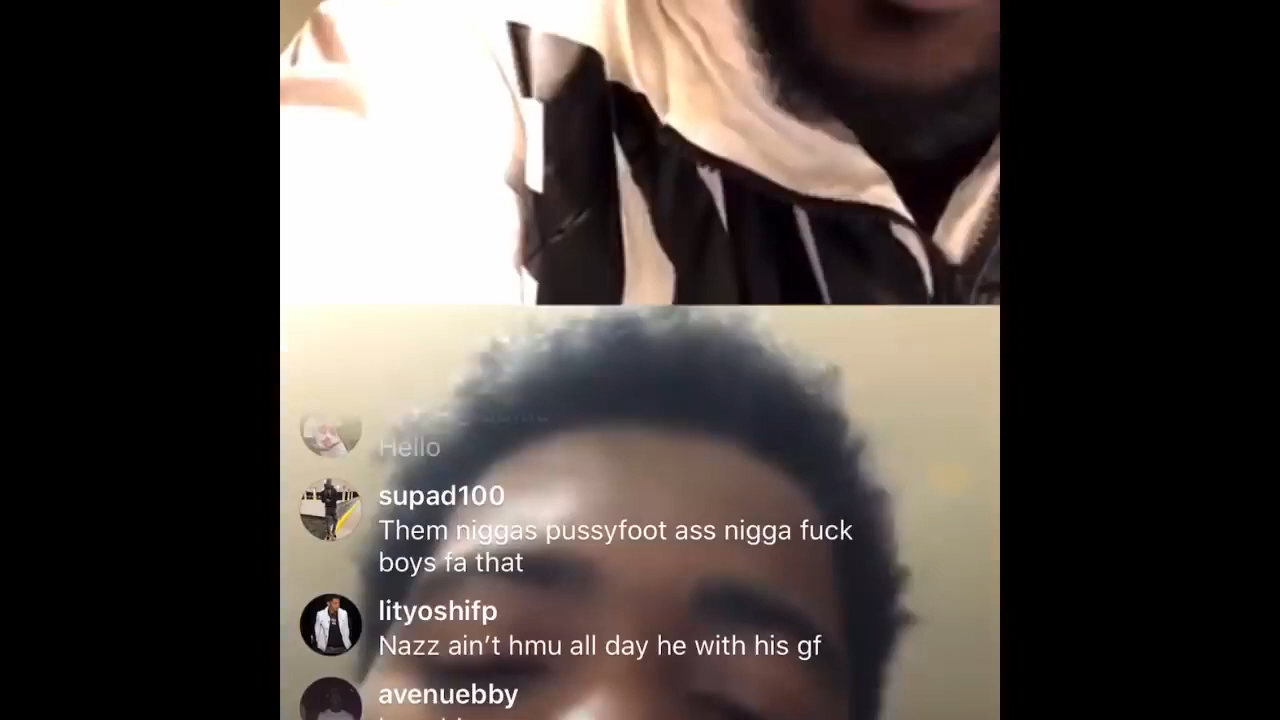 Hello
supad100
Them niggas pussyfoot ass nigga fuck
boys fa that
lityoshifp
Nazz ain’t hmu all day he with his gf
avenuebby